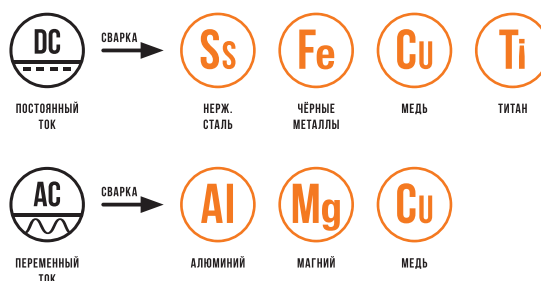 DC
СВАРКА
Ss
Fe
Cu
Ti
ПОСТОЯННЫЙ
ТОК
НЕРЖ.
СТАЛЬ
ЧЁРНЫЕ
МЕТАЛЛЫ
МЕДЬ
ТИТАН
AC
СВАРКА
Al
Mg
Cu
ПЕРЕМЕННЫЙ
ТОК
АЛЮМИНИЙ
МАГНИЙ
МЕДЬ